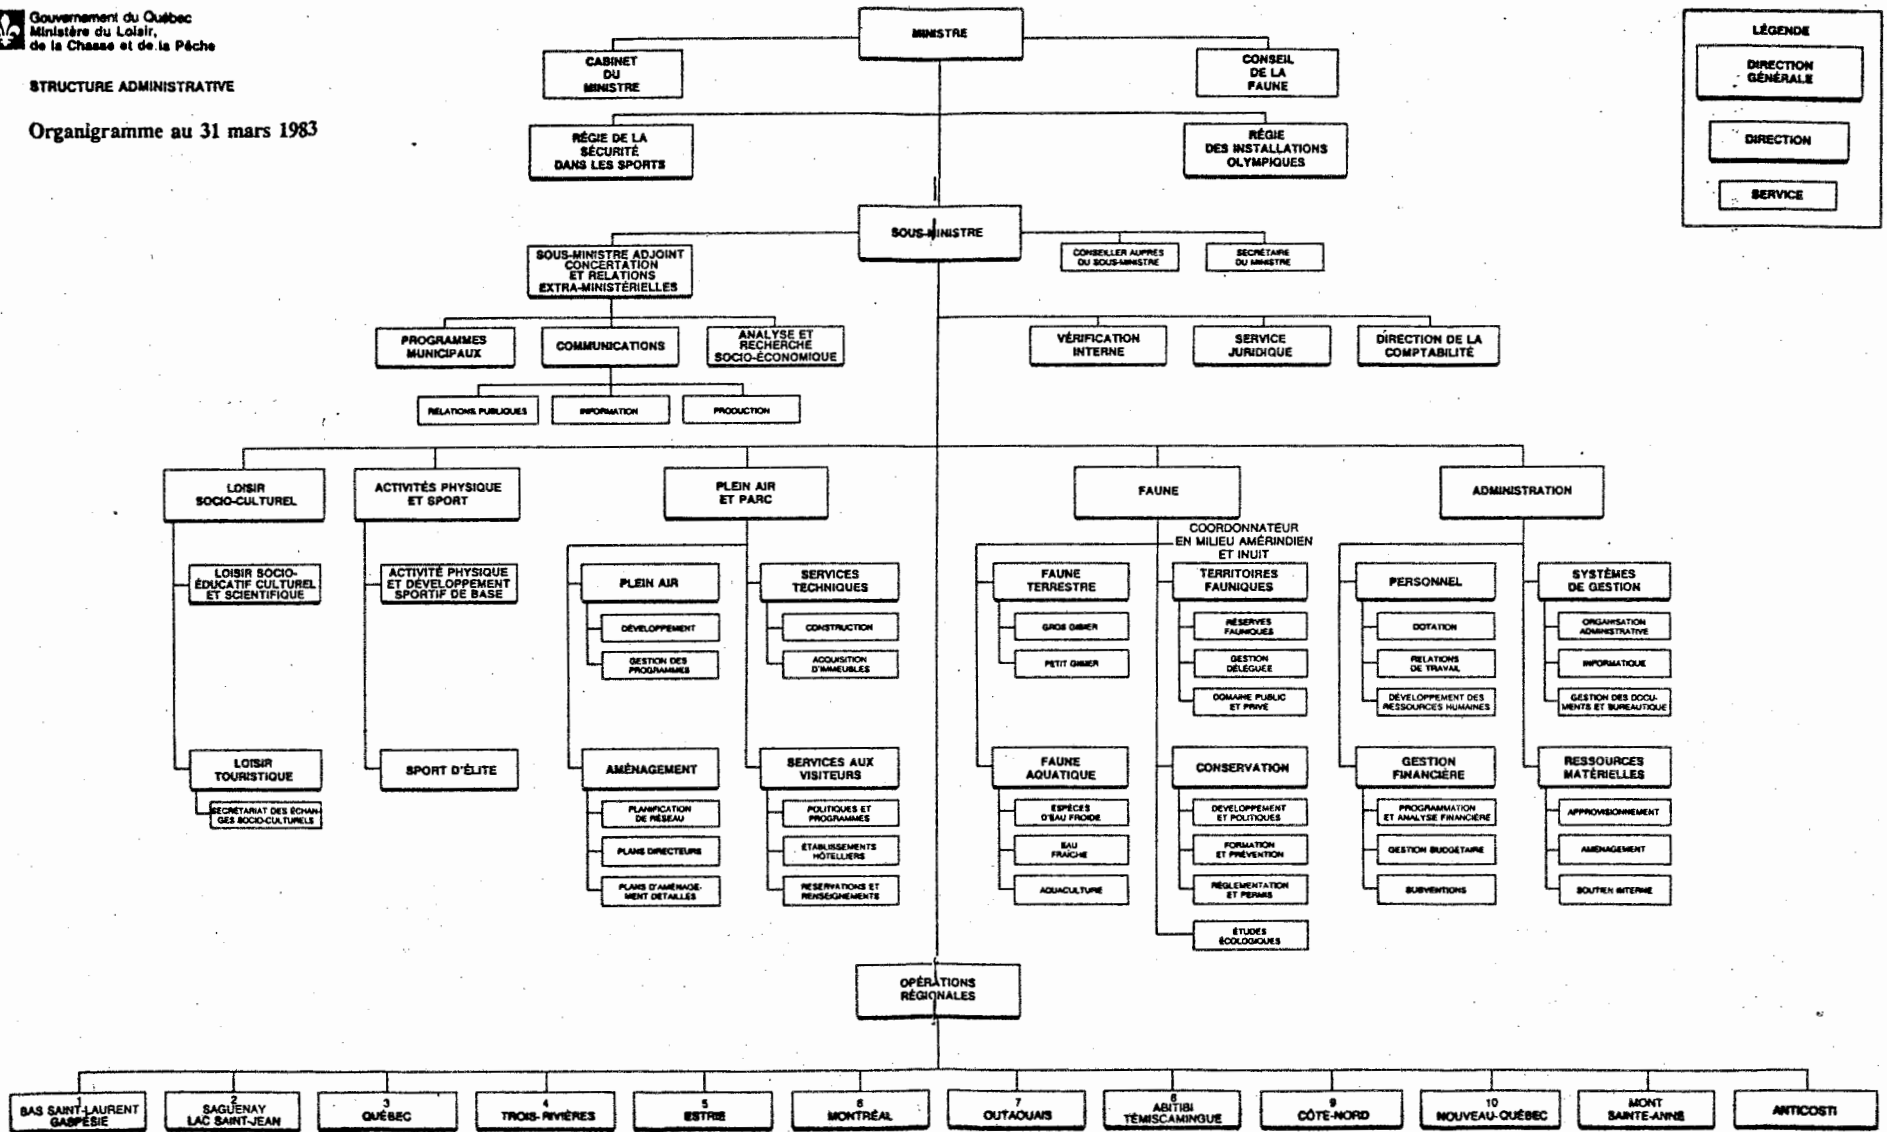 Gouvernement du Québec
Ministère du Loisir,
de la Chasse et de la Pêche
STRUCTURE ADMINISTRATIVE
Organigramme au 31 mars 1983
LÉGENDE
DIRECTION
GÉNÉRALE
DIRECTION
SERVICE
MINISTRE
CABINET
DU
MINISTRE
CONSEIL
DE LA
FAUNE
RÉGIE DE LA
SÉCURITÉ
DANS LES SPORTS
RÉGIE
DES INSTALLATIONS
OLYMPIQUES
SOUS-MINISTRE
SOUS-MINISTRE ADJOINT
CONCERTATION
ET RELATIONS
EXTRA-MINISTÉRIELLES
CONSEILLER AUPRES
DU SOUS-MINISTRE
SECRÉTAIRE
DU MINISTRE
PROGRAMMES
MUNICIPAUX
COMMUNICATIONS
ANALYSE ET
RECHERCHE
SOCIO-ÉCONOMIQUE
VÉRIFICATION
INTERNE
SERVICE
JURIDIQUE
DIRECTION DE LA
COMPTABILITÉ
RELATIONS PUBLIQUES
INFORMATION
PRODUCTION
LOISIR
SOCIO-CULTUREL
ACTIVITÉS PHYSIQUE
ET SPORT
PLEIN AIR
ET PARC
FAUNE
ADMINISTRATION
COORDONNATEUR
EN MILIEU AMÉRINDIEN
ET INUIT
LOISIR SOCIO-
ÉDUCATIF CULTUREL
ET SCIENTIFIQUE
ACTIVITÉ PHYSIQUE
ET DÉVELOPPEMENT
SPORTIF DE BASE
PLEIN AIR
SERVICES
TECHNIQUES
FAUNE
TERRESTRE
TERRITOIRES
FAUNIQUES
PERSONNEL
SYSTÈMES
DE GESTION
DÉVELOPPEMENT
CONSTRUCTION
GROS GIBIER
RÉSERVES
FAUNIQUES
DOTATION
ORGANISATION
ADMINISTRATIVE
GESTION DES
PROGRAMMES
ACQUISITION
D'IMMEUBLES
PETIT GIBIER
GESTION
DÉLÉGUÉE
RELATIONS
DE TRAVAIL
INFORMATIQUE
DOMAINE PUBLIC
ET PRIVÉ
DÉVELOPPEMENT DES
RESSOURCES HUMAINES
GESTION DES DOCU-
MENTS ET BUREAUTIQUE
LOISIR
TOURISTIQUE
SPORT D'ÉLITE
AMÉNAGEMENT
SERVICES AUX
VISITEURS
FAUNE
AQUATIQUE
CONSERVATION
GESTION
FINANCIÈRE
RESSOURCES
MATÉRIELLES
SECRÉTARIAT DES ÉCHAN-
GES SOCIO-CULTURELS
PLANIFICATION
DE RÉSEAU
POLITIQUES ET
PROGRAMMES
ESPÈCES
D'EAU FROIDE
DÉVELOPPEMENT
ET POLITIQUES
PROGRAMMATION
ET ANALYSE FINANCIÈRE
APPROVISIONNEMENT
PLANS DIRECTEURS
ÉTABLISSEMENTS
HÔTELLIERS
EAU
FRAÎCHE
FORMATION
ET PRÉVENTION
GESTION BUDGÉTAIRE
AMÉNAGEMENT
PLANS D'AMÉNAGE-
MENT DÉTAILLÉS
RÉSERVATIONS ET
RENSEIGNEMENTS
AQUACULTURE
RÉGLEMENTATION
ET PERMIS
SUBVENTIONS
SOUTIEN INTERNE
ÉTUDES
ÉCOLOGIQUES
OPÉRATIONS
RÉGIONALES
1
BAS SAINT-LAURENT
GASPÉSIE
2
SAGUENAY
LAC SAINT-JEAN
3
QUÉBEC
4
TROIS-RIVIÈRES
5
ESTRIE
6
MONTRÉAL
7
OUTAOUAIS
8
ABITIBI
TÉMISCAMINGUE
9
CÔTE-NORD
10
NOUVEAU-QUÉBEC
MONT
SAINTE-ANNE
ANTICOSTI